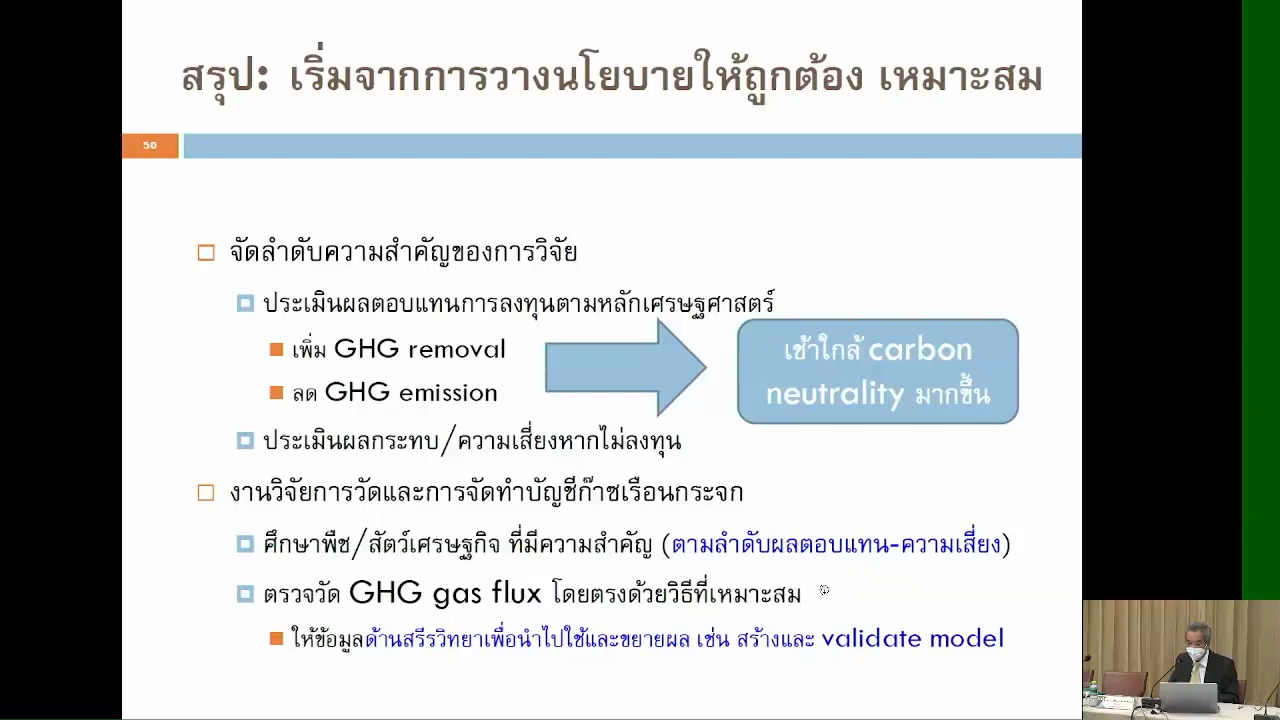 สรุป: เริ่มจากการวางนโยบายให้ถูกต้อง เหมาะสม
50
จัดลำดับความสำคัญของการวิจัย
ประเมินผลตอบแทนการลงทุนตามหลักเศรษฐศาสตร์
เพิ่ม GHG removal
ลด GHG emission
เช้าใกล้ carbon
neutrality มากขึ้น
ประเมินผลกระทบ/ความเสี่ยงหากไม่ลงทุน
งานวิจัยการวัดและการจัดทำบัญชีก๊าซเรือนกระจก
ศึกษาพืช/สัตว์เศรษฐกิจ ที่มีความสำคัญ (ตามลำดับผลตอบแทน-ความเสี่ยง)
ตรวจวัด GHG gas flux โดยตรงด้วยวิธีที่เหมาะสม
ให้ข้อมูลด้านสรีรวิทยาเพื่อนำไปใช้และขยายผล เช่น สร้างและ validate model